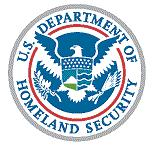 U.S. DEPARTMENT OF
HOMELAND SECURITY